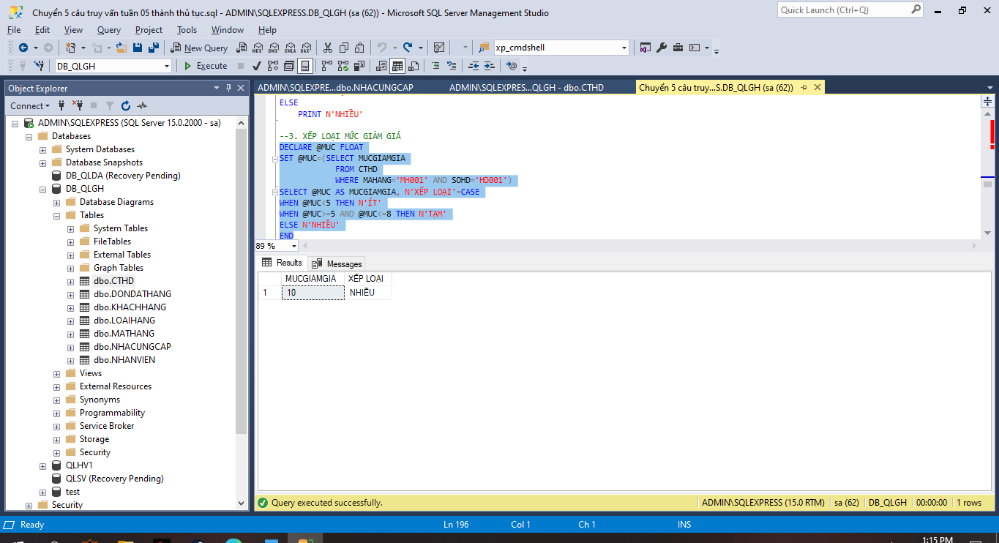 Chuyển 5 câu truy vấn tuần 05 thành thủ tục.sql - ADMIN\SQLEXPRESS.DB_QLGH (sa (62)) - Microsoft SQL Server Management Studio
Quick Launch (Ctrl+Q)
File Edit View Query Project Tools Window Help
New Query MDX DMX XMLA DAX xp_cmdshell
DB_QLGH Execute
Object Explorer
Connect
ADMIN\SQLEXPRESS (SQL Server 15.0.2000 - sa)
Databases
System Databases
Database Snapshots
DB_QLDA (Recovery Pending)
DB_QLGH
Database Diagrams
Tables
System Tables
FileTables
External Tables
Graph Tables
dbo.CTHD
dbo.DONDATHANG
dbo.KHACHHANG
dbo.LOAIHANG
dbo.MATHANG
dbo.NHACUNGCAP
dbo.NHANVIEN
Views
External Resources
Synonyms
Programmability
Service Broker
Storage
Security
QLHV1
QLSV (Recovery Pending)
test
Security
ADMIN\SQLEXPRE...dbo.NHACUNGCAP ADMIN\SQLEXPRES...QLGH - dbo.CTHD Chuyển 5 câu truy...S.DB_QLGH (sa (62))
ELSE
PRINT N'NHIỀU'
--3. XẾP LOẠI MỨC GIẢM GIÁ
DECLARE @MUC FLOAT
SET @MUC=(SELECT MUCGIAMGIA
FROM CTHD
WHERE MAHANG='MH001' AND SOHD='HD001')
SELECT @MUC AS MUCGIAMGIA, N'XẾP LOẠI'=CASE
WHEN @MUC<5 THEN N'ÍT'
WHEN @MUC>=5 AND @MUC<=8 THEN N'TẠM'
ELSE N'NHIỀU'
END
89 %
Results Messages
MUCGIAMGIA XẾP LOẠI
1 10 NHIỀU
Query executed successfully. ADMIN\SQLEXPRESS (15.0 RTM) sa (62) DB_QLGH 00:00:00 1 rows
Ready Ln 196 Col 1 Ch 1 INS
1:15 PM